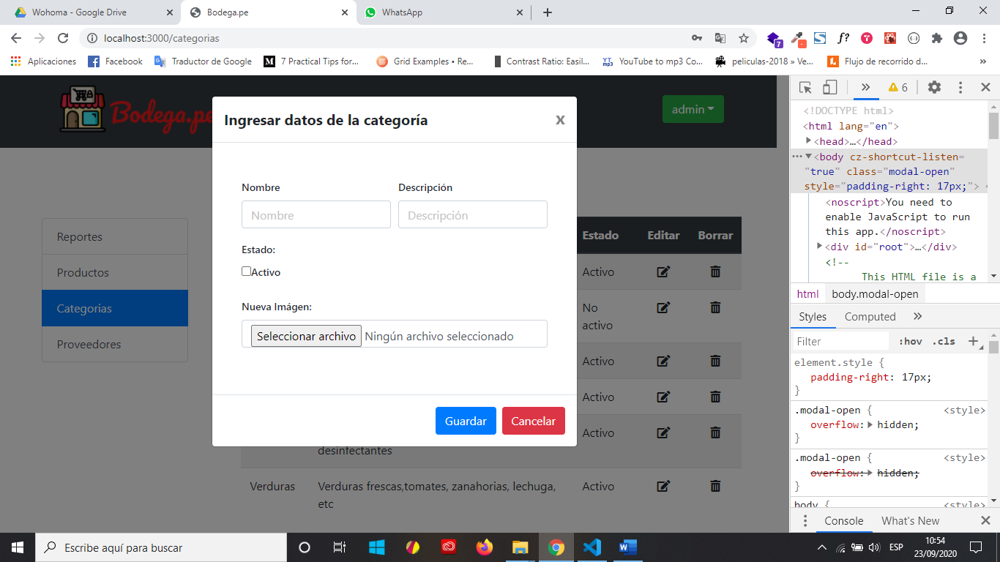 Wohoma - Google Drive
Bodega.pe
WhatsApp
localhost:3000/categorias
7
Aplicaciones
Facebook
Traductor de Google
7 Practical Tips for...
Grid Examples • Re...
Contrast Ratio: Easil...
YouTube to mp3 Co...
peliculas-2018 » Ve...
Flujo de recorrido d...
»
Bodega.pe
admin
Ingresar datos de la categoría
x
Nombre
Descripción
Nombre
Descripción
Estado:
Activo
Nueva Imágen:
Seleccionar archivo
Ningún archivo seleccionado
Guardar
Cancelar
Reportes
Productos
Categorias
Proveedores
Estado
Editar
Borrar
Activo
No activo
Activo
Activo
Activo
desinfectantes
Verduras
Verduras frescas,tomates, zanahorias, lechuga,
etc
Activo
6
<!DOCTYPE html>
<html lang="en">
<head>…</head>
<body cz-shortcut-listen=
"true" class="modal-open"
style="padding-right: 17px;"> =
<noscript>You need to
enable JavaScript to run
this app.</noscript>
<div id="root">…</div>
<!--
This HTML file is a
html
body.modal-open
Styles
Computed
Filter
:hov
.cls
+
element.style {
padding-right: 17px;
}
.modal-open {
<style>
overflow: hidden;
}
.modal-open {
<style>
overflow: hidden;
}
body {
<style>
Console
What's New
Escribe aquí para buscar
ESP
10:54
23/09/2020